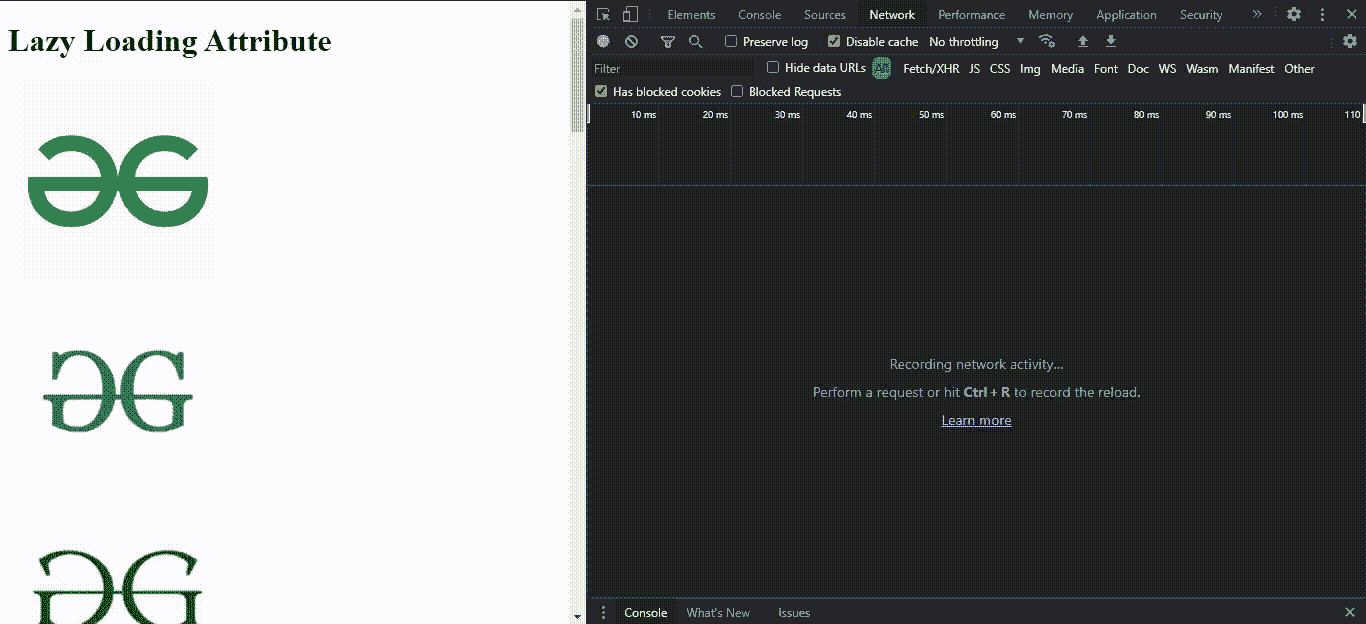 Lazy Loading Attribute
Elements Console Sources Network Performance Memory Application Security
Preserve log Disable cache No throttling
Filter Hide data URLs All Fetch/XHR JS CSS Img Media Font Doc WS Wasm Manifest Other
Has blocked cookies Blocked Requests
10 ms 20 ms 30 ms 40 ms 50 ms 60 ms 70 ms 80 ms 90 ms 100 ms 110
Recording network activity...
Perform a request or hit Ctrl + R to record the reload.
Learn more
Console What's New Issues